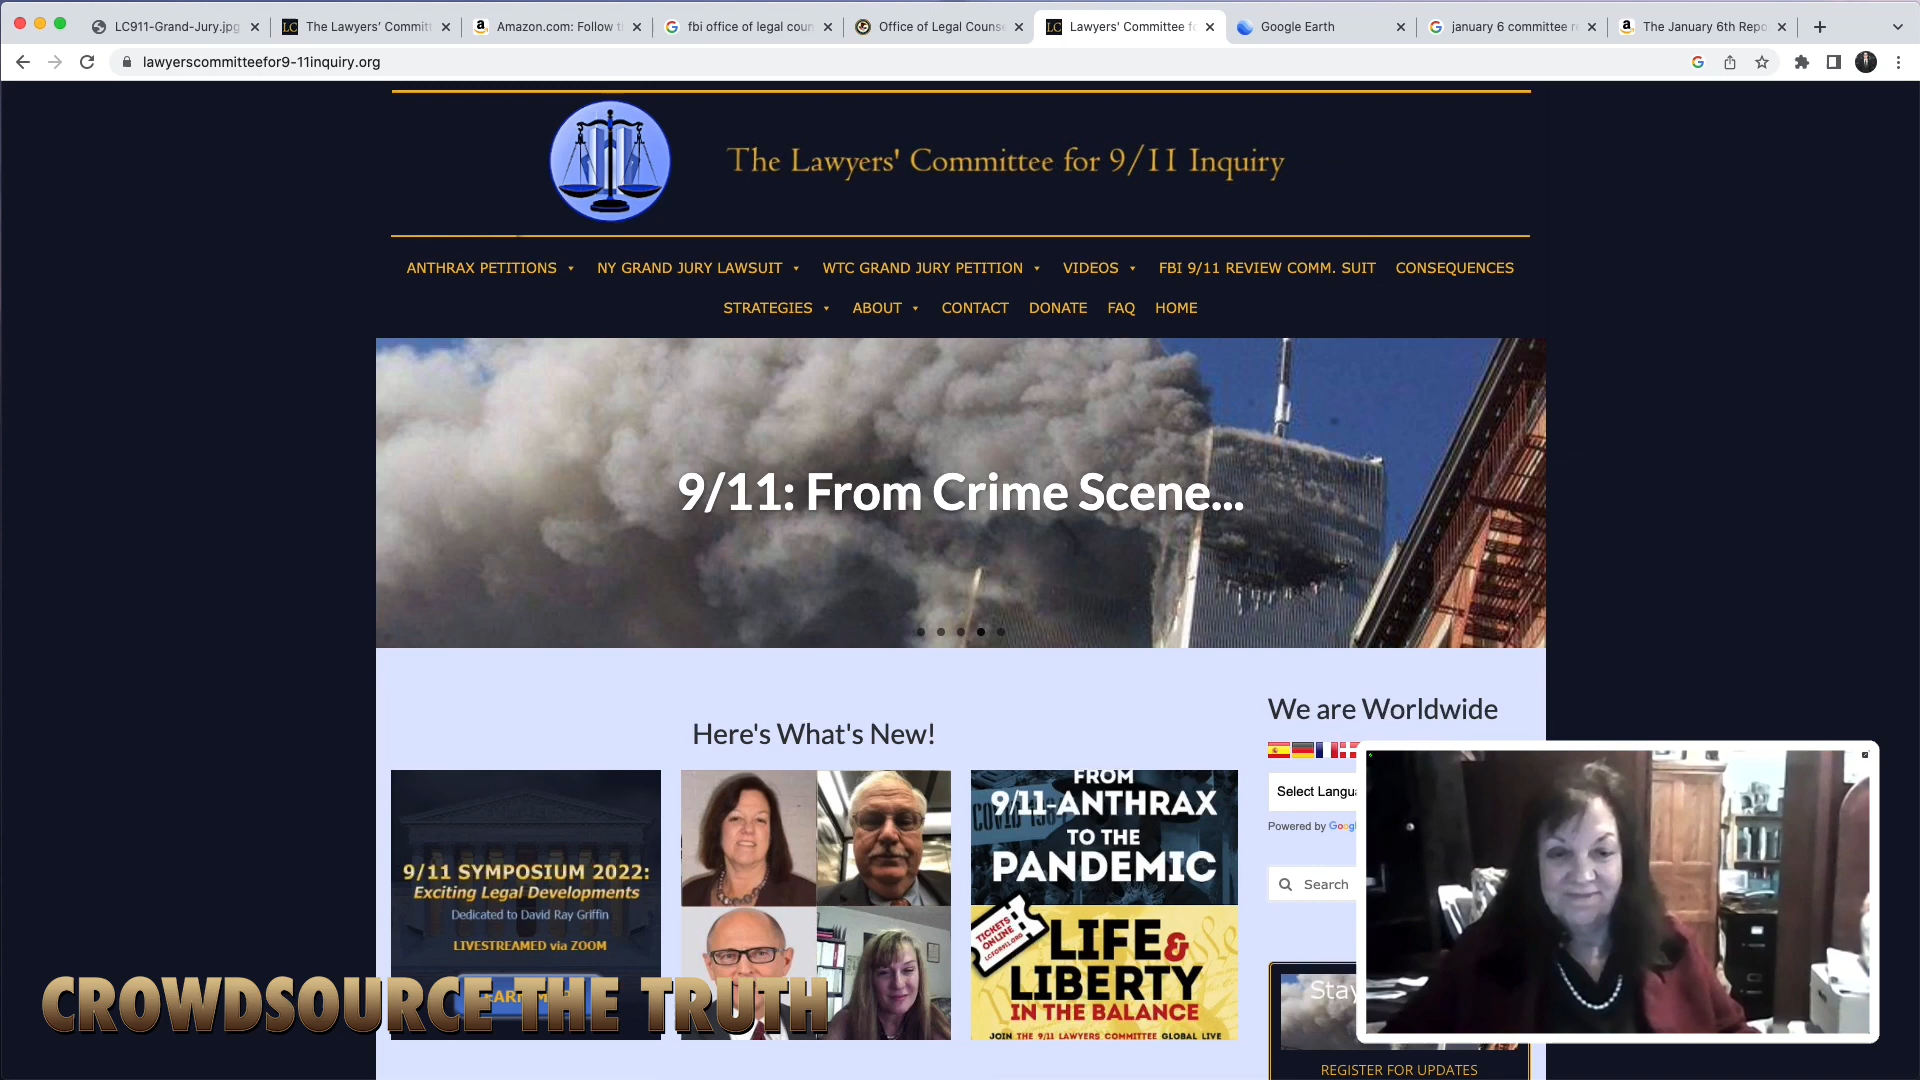 LC911-Grand-Jury.jpg
The Lawyers' Committ
Amazon.com: Follow t
fbi office of legal coun
Office of Legal Counse
Lawyers' Committee fo
Google Earth
january 6 committee re
The January 6th Repo
lawyerscommitteefor9-11inquiry.org
The Lawyers' Committee for 9/11 Inquiry
ANTHRAX PETITIONS NY GRAND JURY LAWSUIT WTC GRAND JURY PETITION VIDEOS FBI 9/11 REVIEW COMM. SUIT CONSEQUENCES
STRATEGIES ABOUT CONTACT DONATE FAQ HOME
9/11: From Crime Scene...
Here's What's New!
9/11 SYMPOSIUM 2022:
Exciting Legal Developments
Dedicated to David Ray Griffin
LIVESTREAMED via ZOOM
FROM
9/11-ANTHRAX
TO THE
PANDEMIC
TICKETS
ONLINE
LCFOR911.ORG
LIFE &
LIBERTY
IN THE BALANCE
JOIN THE 9/11 LAWYERS COMMITTEE GLOBAL LIVE
We are Worldwide
Select Langua
Powered by Googl
Search
Stay
REGISTER FOR UPDATES
CROWDSOURCE THE TRUTH